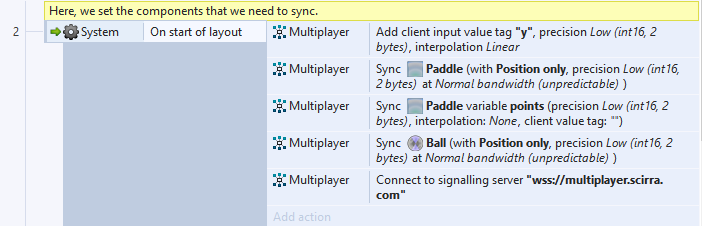 Here, we set the components that we need to sync.
2
System
On start of layout
Multiplayer
Add client input value tag "y", precision Low (int16, 2
bytes), interpolation Linear
Multiplayer
Sync Paddle (with Position only, precision Low (int16,
2 bytes) at Normal bandwidth (unpredictable) )
Multiplayer
Sync Paddle variable points (precision Low (int16, 2
bytes), interpolation: None, client value tag: "")
Multiplayer
Sync Ball (with Position only, precision Low (int16, 2
bytes) at Normal bandwidth (unpredictable) )
Multiplayer
Connect to signalling server "wss://multiplayer.scirra.
com"
Add action